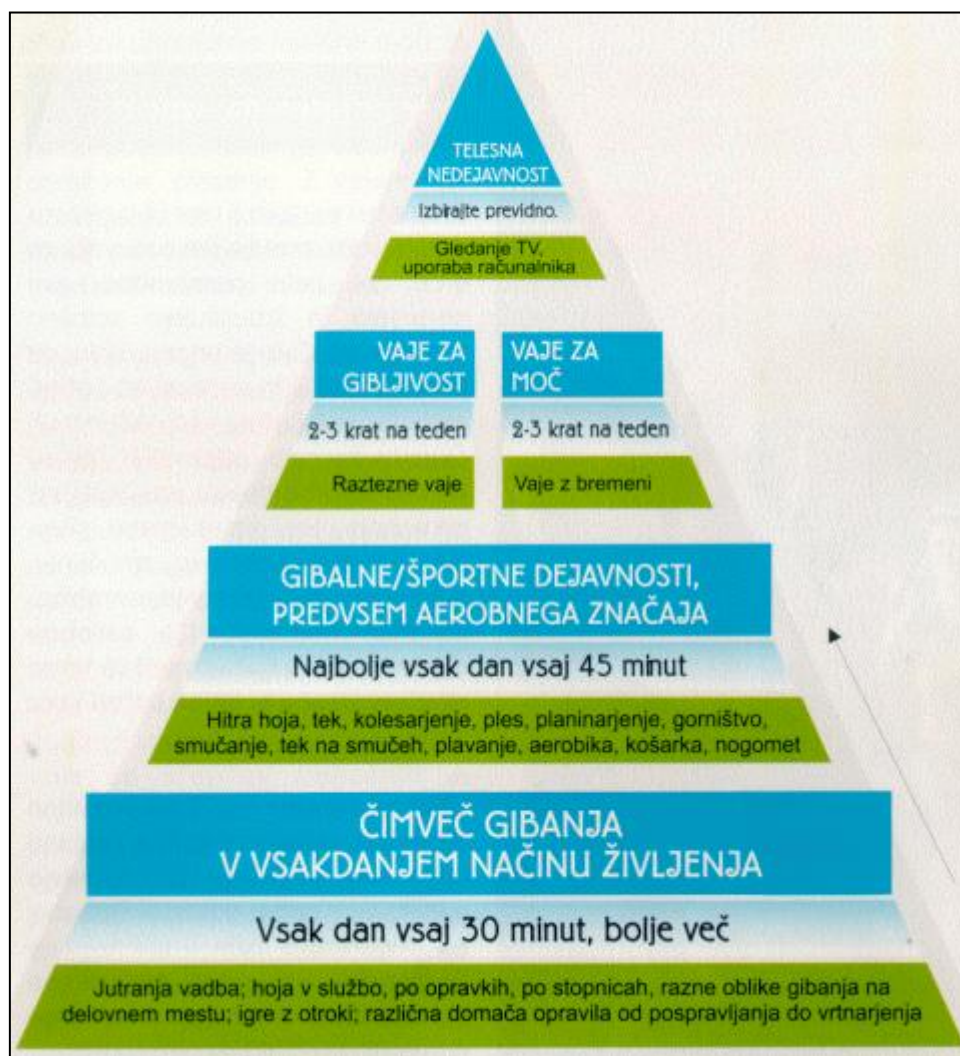 TELESNA
NEDEJAVNOST
Izbirajte previdno.
Gledanje TV,
uporaba računalnika
VAJE ZA
GIBLJIVOST
2-3 krat na teden
Raztezne vaje
VAJE ZA
MOČ
2-3 krat na teden
Vaje z bremeni
GIBALNE/ŠPORTNE DEJAVNOSTI,
PREDVSEM AEROBNEGA ZNAČAJA
Najbolje vsak dan vsaj 45 minut
Hitra hoja, tek, kolesarjenje, ples, planinarjenje, gorništvo,
smučanje, tek na smučeh, plavanje, aerobika, košarka, nogomet
ČIMVEČ GIBANJA
V VSAKDANJEM NAČINU ŽIVLJENJA
Vsak dan vsaj 30 minut, bolje več
Jutranja vadba; hoja v službo, po opravkih, po stopnicah, razne oblike gibanja na
delovnem mestu; igre z otroki; različna domača opravila od pospravljanja do vrtnarjenja